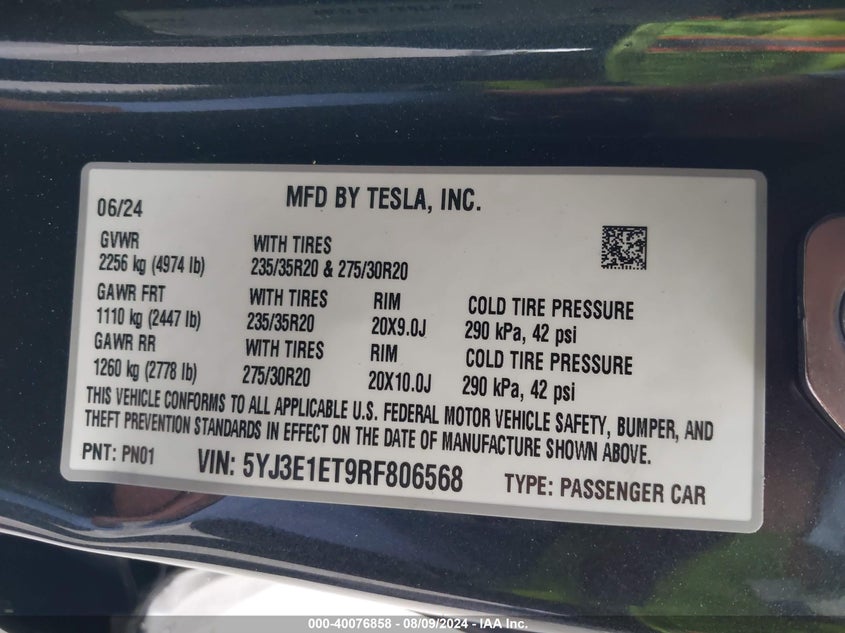 06/24
MFD BY TESLA, INC.
GVWR
2256 kg (4974 lb)
WITH TIRES
235/35R20 & 275/30R20
GAWR FRT
1110 kg (2447 lb)
WITH TIRES
235/35R20
RIM
20X9.0J
COLD TIRE PRESSURE
290 kPa, 42 psi
GAWR RR
1260 kg (2778 lb)
WITH TIRES
275/30R20
RIM
20X10.0J
COLD TIRE PRESSURE
290 kPa, 42 psi
THIS VEHICLE CONFORMS TO ALL APPLICABLE U.S. FEDERAL MOTOR VEHICLE SAFETY, BUMPER, AND
THEFT PREVENTION STANDARDS IN EFFECT ON THE DATE OF MANUFACTURE SHOWN ABOVE.
PNT: PN01
VIN: 5YJ3E1ET9RF806568
TYPE: PASSENGER CAR
000-40076858 - 08/09/2024 - IAA Inc.